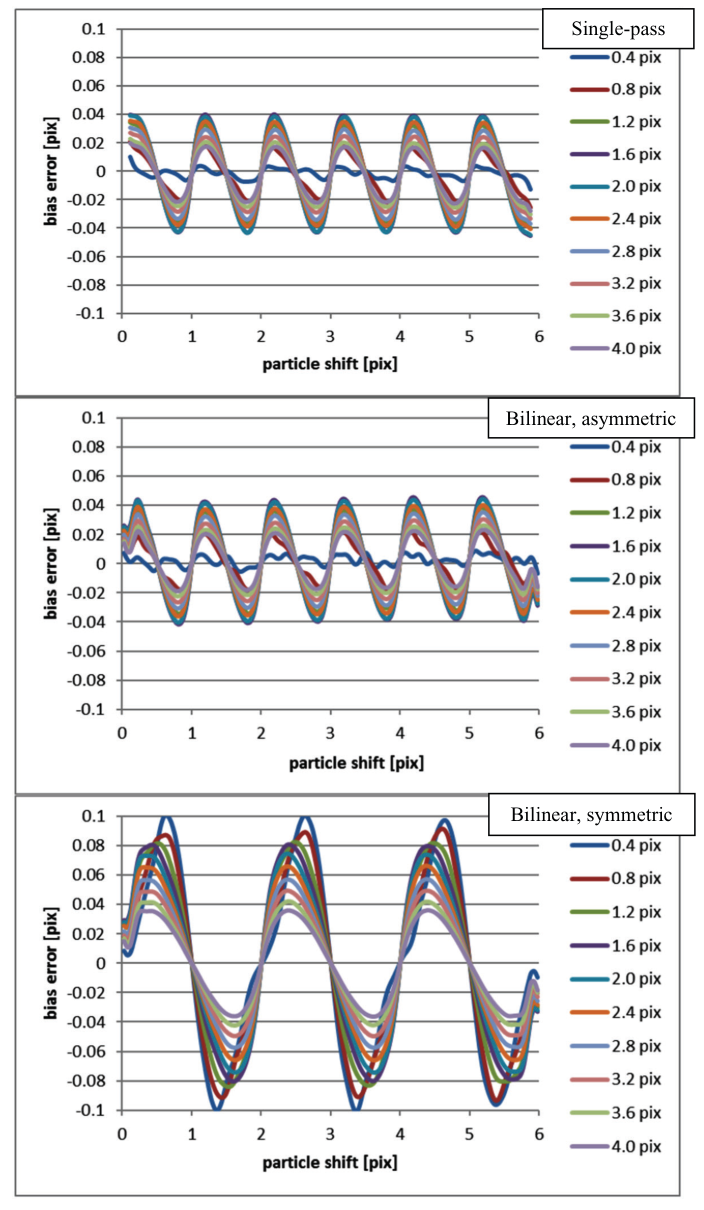 Single-pass
0.1
0.08
0.06
0.04
0.02
0
-0.02
-0.04
-0.06
-0.08
-0.1
bias error [pix]
0 1 2 3 4 5 6
particle shift [pix]
0.4 pix
0.8 pix
1.2 pix
1.6 pix
2.0 pix
2.4 pix
2.8 pix
3.2 pix
3.6 pix
4.0 pix
Bilinear, asymmetric
0.1
0.08
0.06
0.04
0.02
0
-0.02
-0.04
-0.06
-0.08
-0.1
bias error [pix]
0 1 2 3 4 5 6
particle shift [pix]
0.4 pix
0.8 pix
1.2 pix
1.6 pix
2.0 pix
2.4 pix
2.8 pix
3.2 pix
3.6 pix
4.0 pix
Bilinear, symmetric
0.1
0.08
0.06
0.04
0.02
0
-0.02
-0.04
-0.06
-0.08
-0.1
bias error [pix]
0 1 2 3 4 5 6
particle shift [pix]
0.4 pix
0.8 pix
1.2 pix
1.6 pix
2.0 pix
2.4 pix
2.8 pix
3.2 pix
3.6 pix
4.0 pix